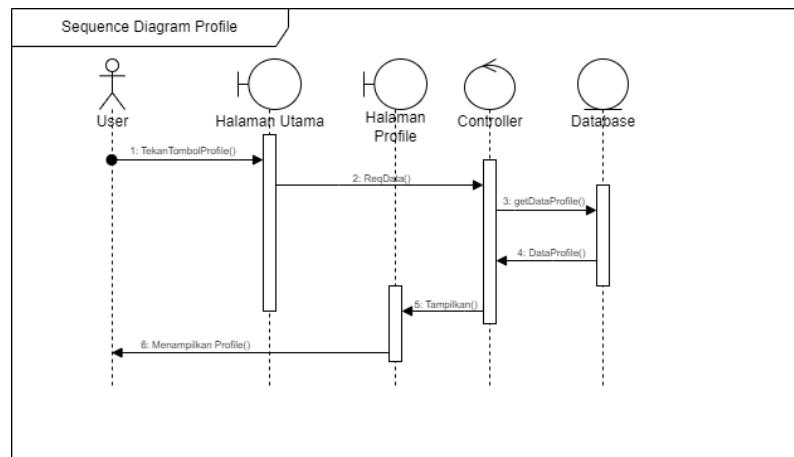 Sequence Diagram Profile
User
Halaman Utama
Halaman
Profile
Controller
Database
1: TekanTombolProfile()
2: ReqData()
3: getDataProfile()
4: DataProfile()
5: Tampilkan()
6: Menampilkan Profile()